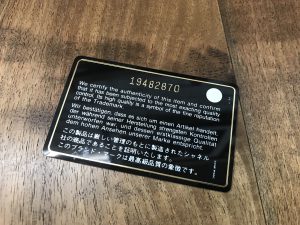 19482870
We certify the authenticity of this item and confirm
that it has been subjected to the most exacting quality
control. Its high quality is a symbol of the fine reputation
of the Trademark.
Wir bestätigen, dass es sich um einen Artikel handelt,
der während seiner Herstellung strengsten Kontrollen
unterworfen war, und dessen erstklassige Qualität
dem hohen Ansehen unserer Marke entspricht.
この製品は厳しい管理のもとに製造されたシャネル
社の製品であることを証明いたします。
このブランドマークは最高級品質の象徴です。